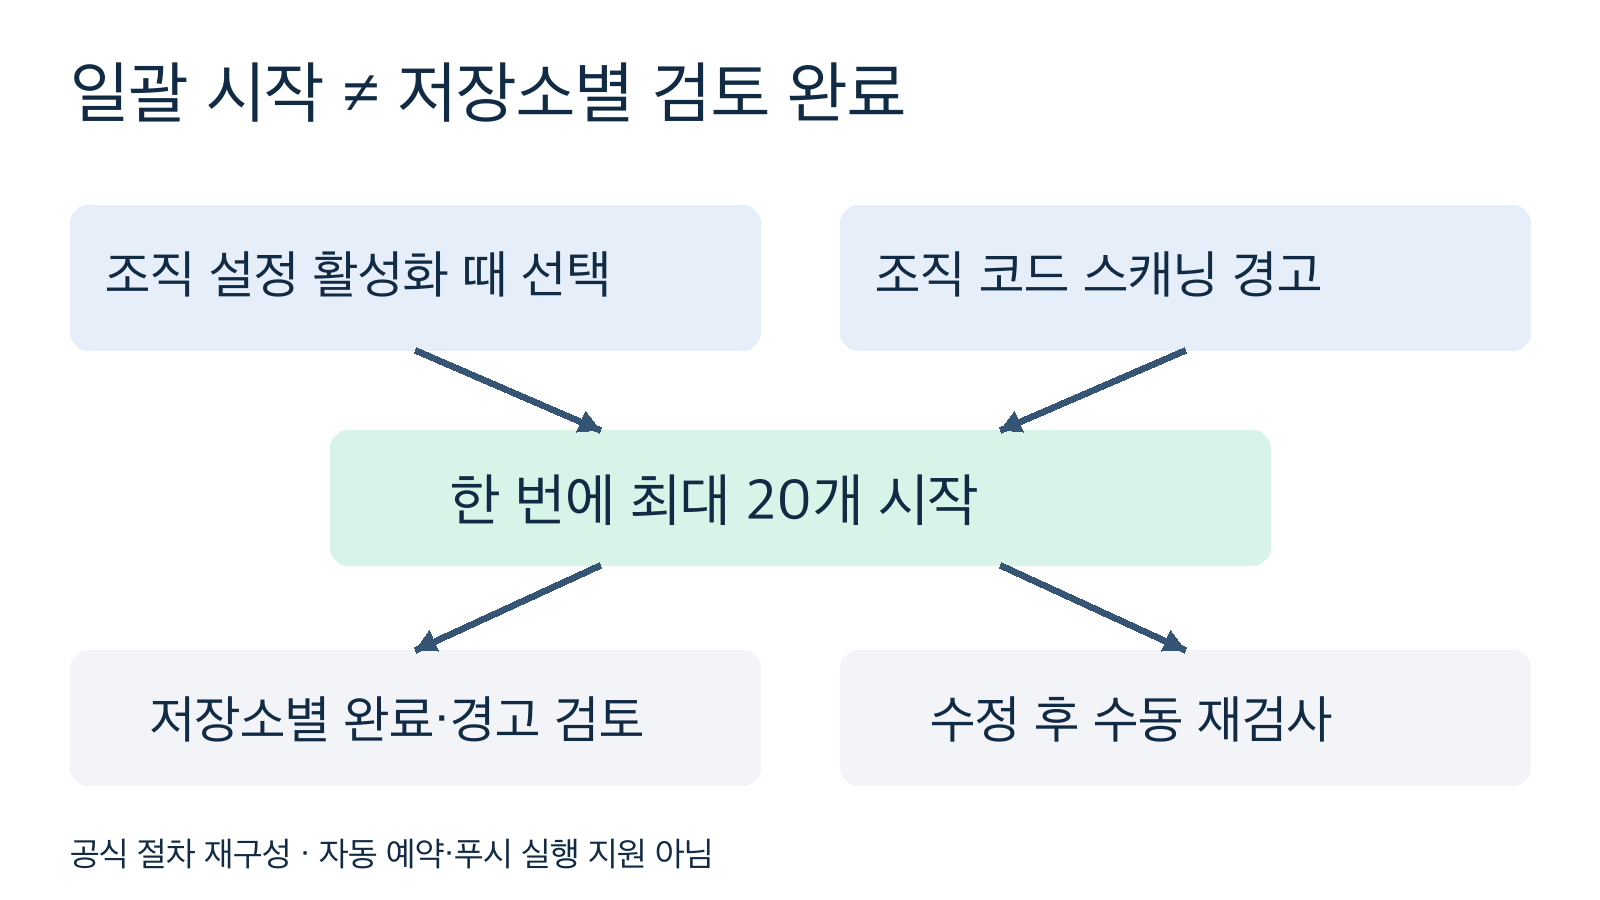 일괄 시작 ≠ 저장소별 검토 완료
조직 설정 활성화 때 선택
조직 코드 스캐닝 경고
한 번에 최대 20개 시작
저장소별 완료·경고 검토
수정 후 수동 재검사
공식 절차 재구성 · 자동 예약·푸시 실행 지원 아님